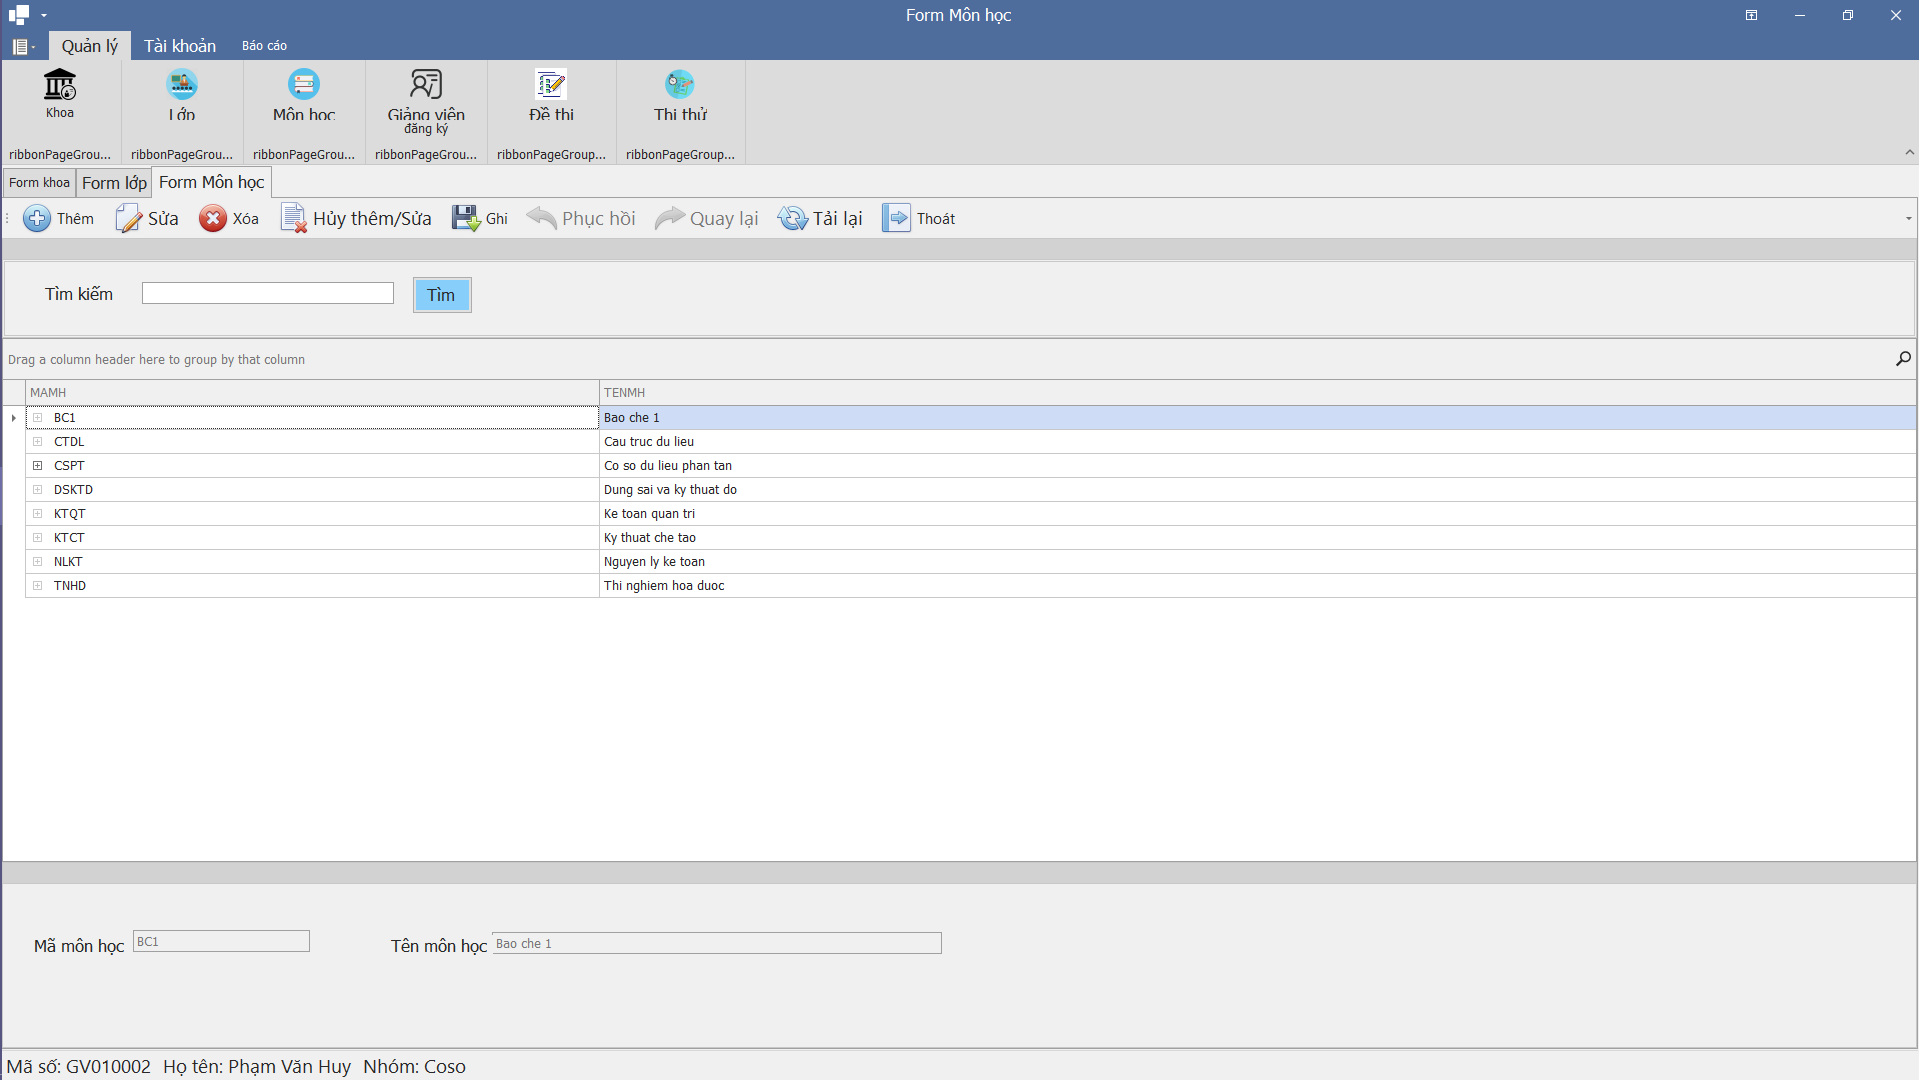 Form Môn học
Quản lý Tài khoản Báo cáo
Khoa Lớp Môn học Giảng viên đăng ký Đề thi Thi thử
ribbonPageGrou... ribbonPageGrou... ribbonPageGrou... ribbonPageGrou... ribbonPageGroup... ribbonPageGroup...
Form khoa Form lớp Form Môn học
Thêm Sửa Xóa Hủy thêm/Sửa Ghi Phục hồi Quay lại Tải lại Thoát
Tìm kiếm Tìm
Drag a column header here to group by that column
MAMH TENMH
BC1 Bao che 1
CTDL Cau truc du lieu
CSPT Co so du lieu phan tan
DSKTD Dung sai va ky thuat do
KTQT Ke toan quan tri
KTCT Ky thuat che tao
NLKT Nguyen ly ke toan
TNHD Thi nghiem hoa duoc
Mã môn học BC1 Tên môn học Bao che 1
Mã số: GV010002 Họ tên: Phạm Văn Huy Nhóm: Coso